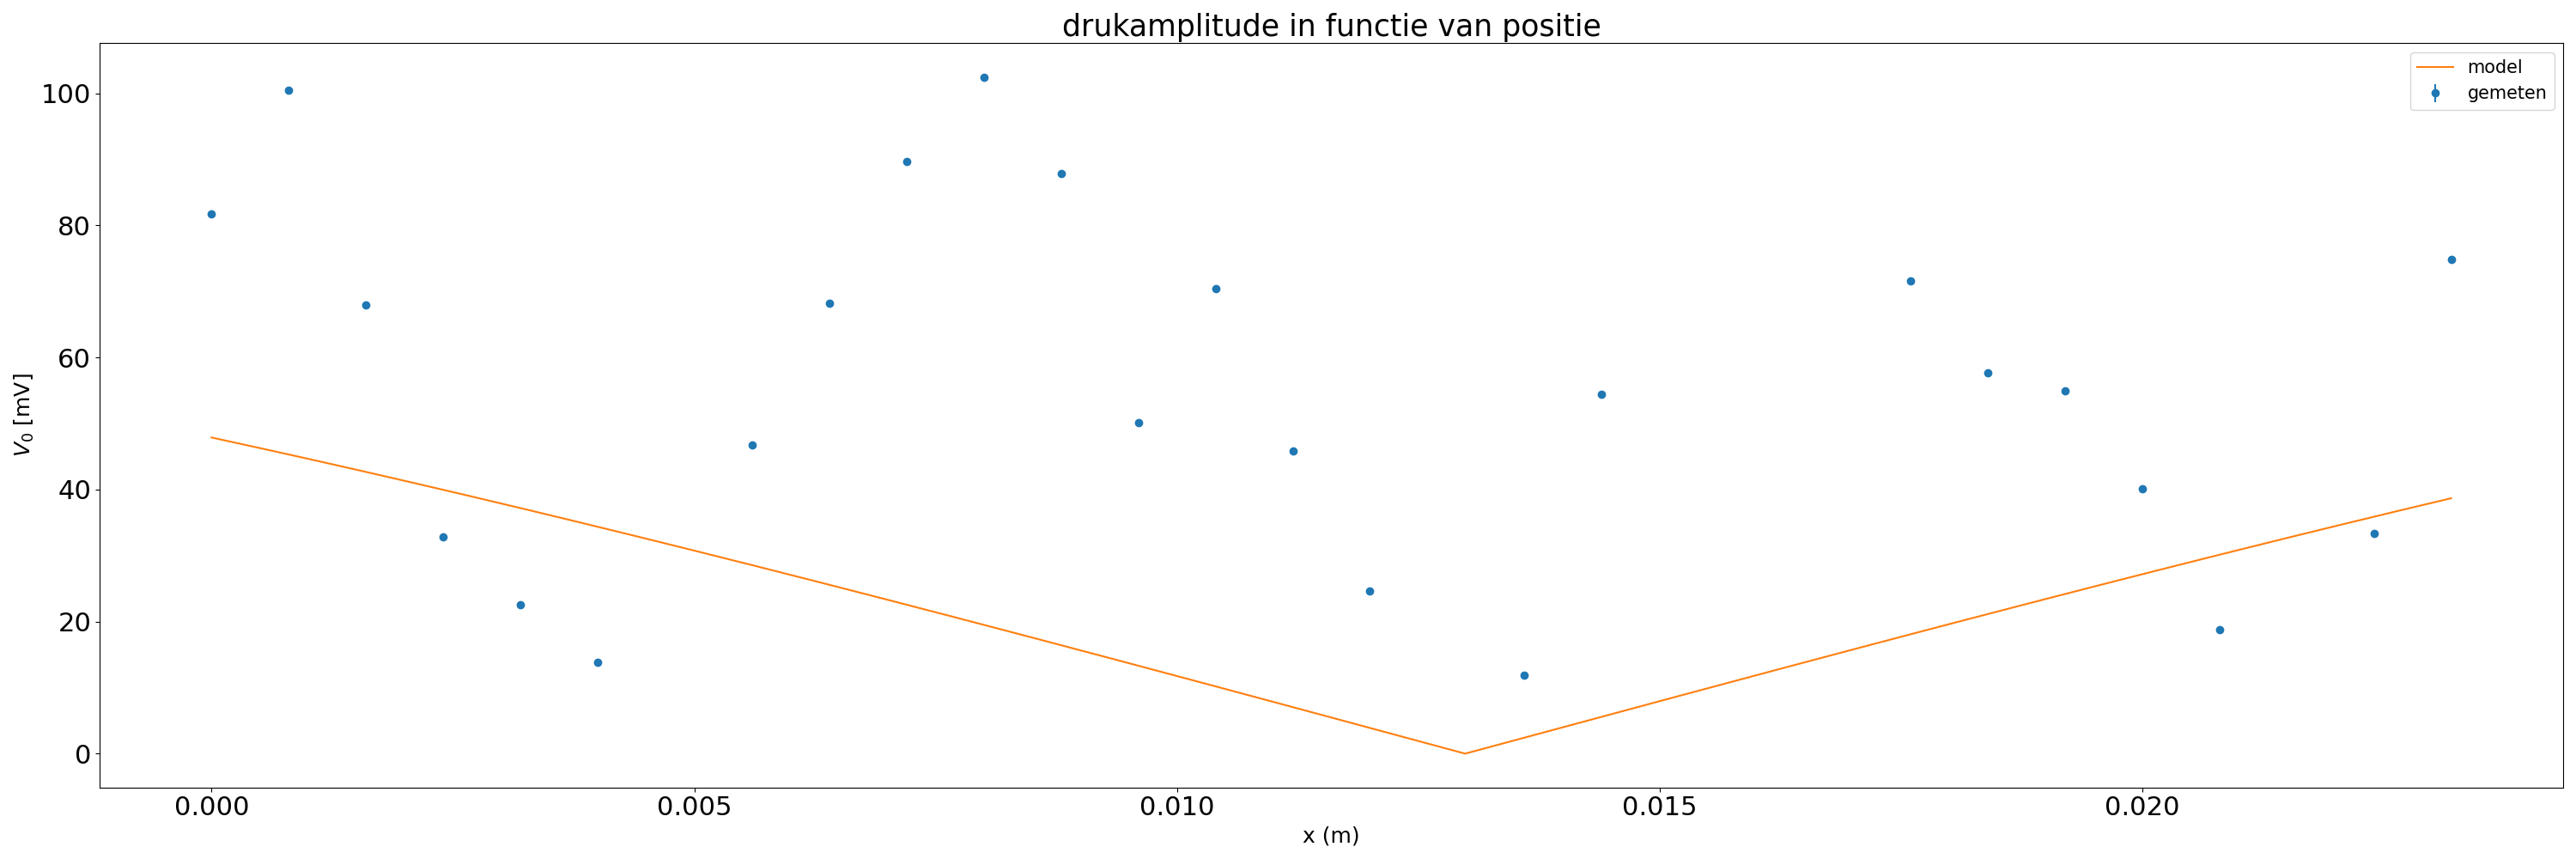 drukamplitude in functie van positie
model
gemeten
V₀ [mV]
100
80
60
40
20
0
0.000 0.005 0.010 0.015 0.020
x (m)